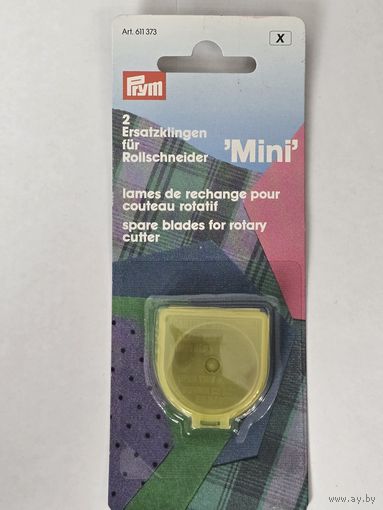 Art. 611 373
X
Prym
2
Ersatzklingen
für
Rollschneider
'Mini'
lames de rechange pour
couteau rotatif
spare blades for rotary
cutter
www.ay.by